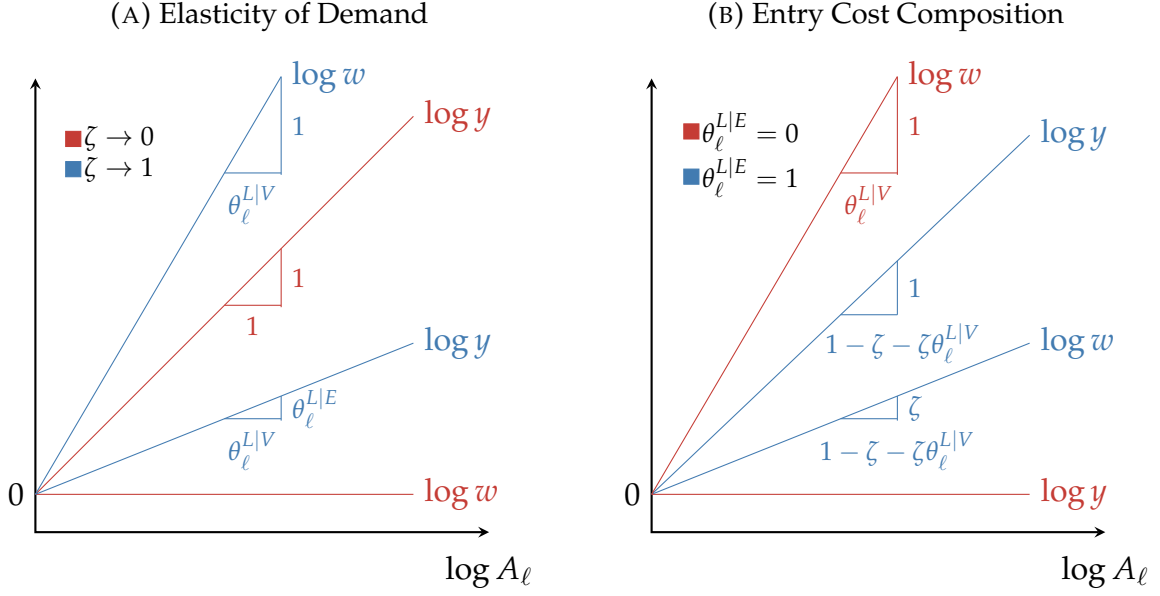 (A) Elasticity of Demand
log w
ζ → 0
ζ → 1
1
θ_ℓ^{L|V}
log y
1
1
log y
θ_ℓ^{L|E}
θ_ℓ^{L|V}
0
log w
log A_ℓ
(B) Entry Cost Composition
log w
θ_ℓ^{L|E} = 0
θ_ℓ^{L|E} = 1
1
θ_ℓ^{L|V}
log y
1
1 − ζ − ζθ_ℓ^{L|V}
log w
ζ
1 − ζ − ζθ_ℓ^{L|V}
0
log y
log A_ℓ